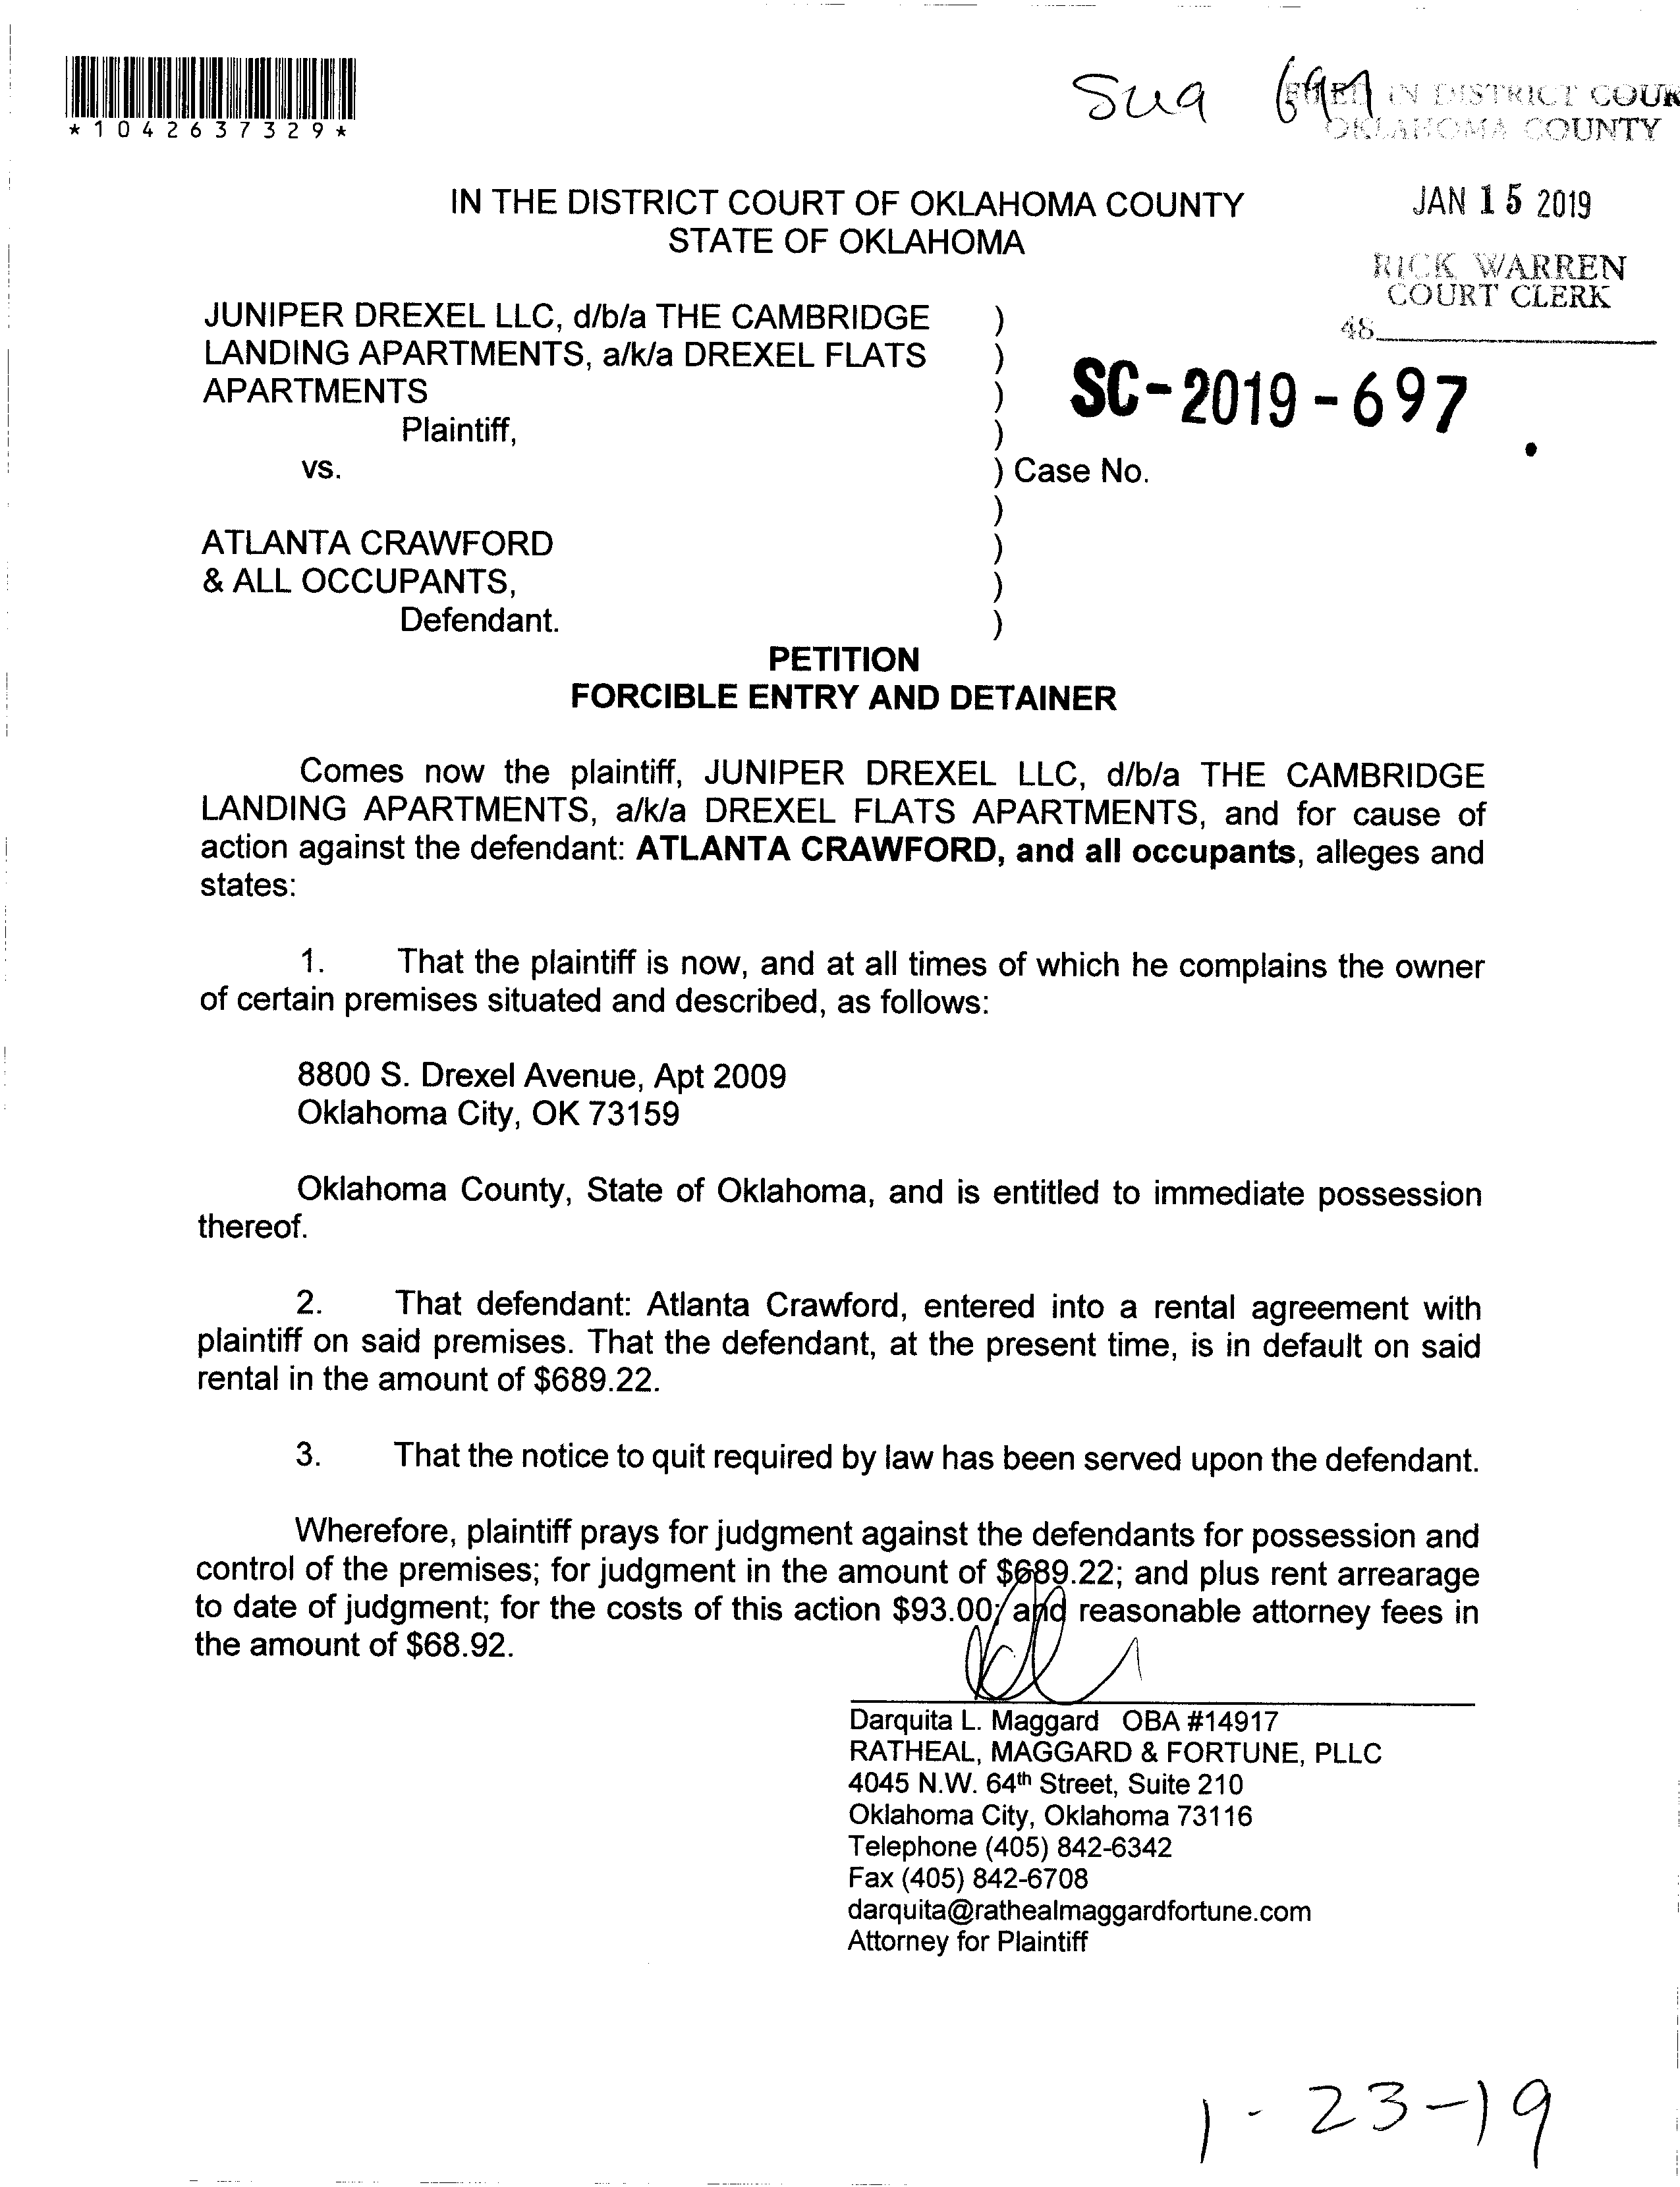 *1042637329*
FILED IN DISTRICT COUR
OKLAHOMA COUNTY
JAN 15 2019
RICK WARREN
COURT CLERK
48
IN THE DISTRICT COURT OF OKLAHOMA COUNTY
STATE OF OKLAHOMA
JUNIPER DREXEL LLC, d/b/a THE CAMBRIDGE )
LANDING APARTMENTS, a/k/a DREXEL FLATS )
APARTMENTS )
Plaintiff, )
SC-2019-697
vs. ) Case No.
)
ATLANTA CRAWFORD )
& ALL OCCUPANTS, )
Defendant. )
PETITION
FORCIBLE ENTRY AND DETAINER
Comes now the plaintiff, JUNIPER DREXEL LLC, d/b/a THE CAMBRIDGE
LANDING APARTMENTS, a/k/a DREXEL FLATS APARTMENTS, and for cause of
action against the defendant: ATLANTA CRAWFORD, and all occupants, alleges and
states:
1. That the plaintiff is now, and at all times of which he complains the owner
of certain premises situated and described, as follows:
8800 S. Drexel Avenue, Apt 2009
Oklahoma City, OK 73159
Oklahoma County, State of Oklahoma, and is entitled to immediate possession
thereof.
2. That defendant: Atlanta Crawford, entered into a rental agreement with
plaintiff on said premises. That the defendant, at the present time, is in default on said
rental in the amount of $689.22.
3. That the notice to quit required by law has been served upon the defendant.
Wherefore, plaintiff prays for judgment against the defendants for possession and
control of the premises; for judgment in the amount of $689.22; and plus rent arrearage
to date of judgment; for the costs of this action $93.00; and reasonable attorney fees in
the amount of $68.92.
Darquita L. Maggard OBA #14917
RATHEAL, MAGGARD & FORTUNE, PLLC
4045 N.W. 64th Street, Suite 210
Oklahoma City, Oklahoma 73116
Telephone (405) 842-6342
Fax (405) 842-6708
darquita@rathealmaggardfortune.com
Attorney for Plaintiff
1-23-19